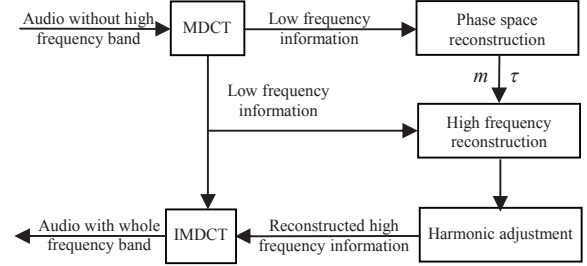 Audio without high
frequency band
MDCT
Low frequency
information
Phase space
reconstruction
m τ
Low frequency
information
High frequency
reconstruction
Audio with whole
frequency band
IMDCT
Reconstructed high
frequency information
Harmonic adjustment